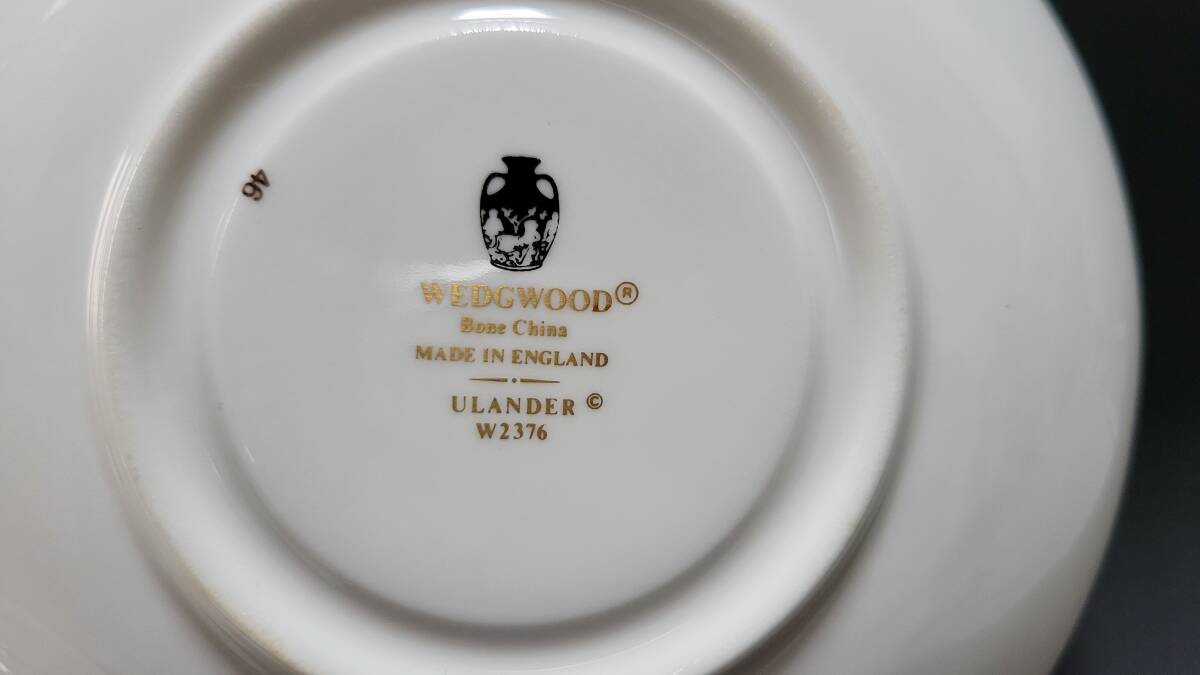 46
WEDGWOOD®
Bone China
MADE IN ENGLAND
ULANDER ©
W2376